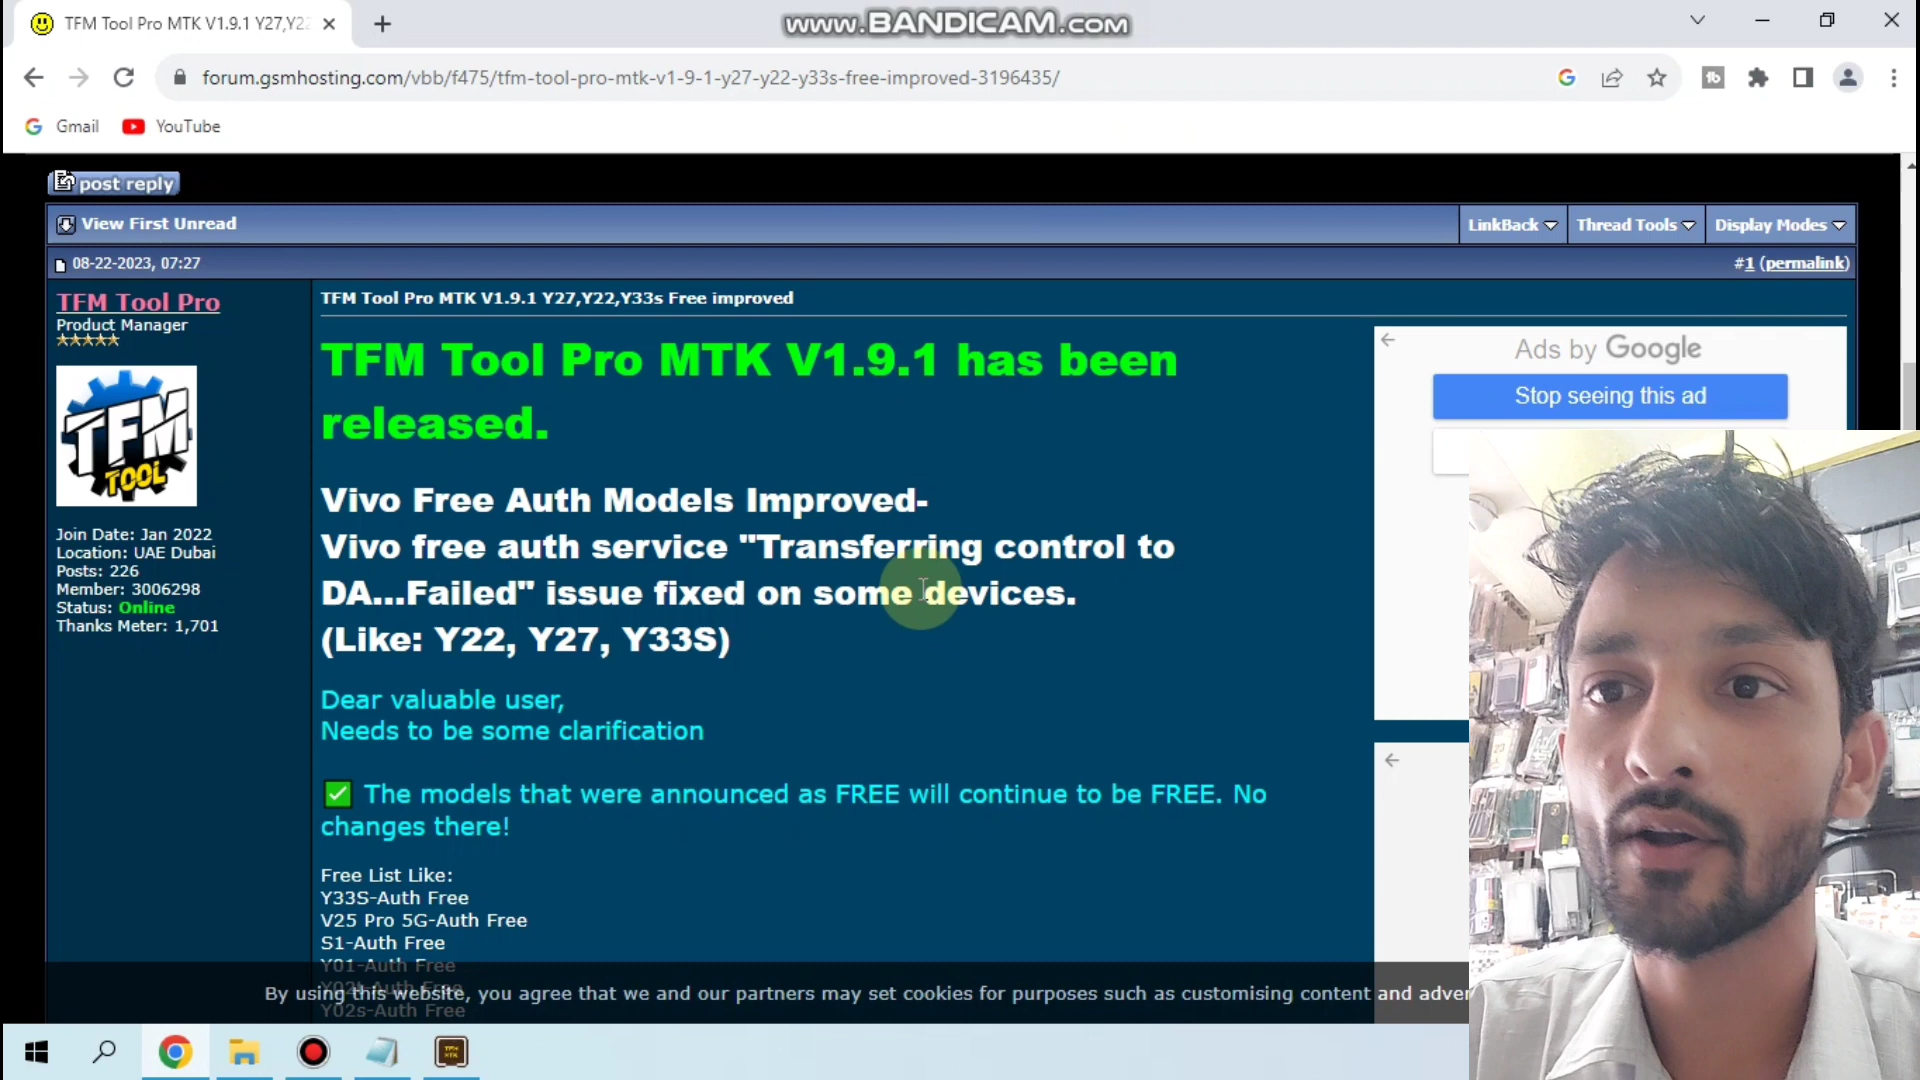 TFM Tool Pro MTK V1.9.1 Y27,Y22
www.BANDICAM.com
forum.gsmhosting.com/vbb/f475/tfm-tool-pro-mtk-v1-9-1-y27-y22-y33s-free-improved-3196435/
Gmail
YouTube
post reply
View First Unread
LinkBack
Thread Tools
Display Modes
08-22-2023, 07:27
#1 (permalink)
TFM Tool Pro
Product Manager
TFM TOOL
Join Date: Jan 2022
Location: UAE Dubai
Posts: 226
Member: 3006298
Status: Online
Thanks Meter: 1,701
TFM Tool Pro MTK V1.9.1 Y27,Y22,Y33s Free improved
TFM Tool Pro MTK V1.9.1 has been
released.
Vivo Free Auth Models Improved-
Vivo free auth service "Transferring control to
DA...Failed" issue fixed on some devices.
(Like: Y22, Y27, Y33S)
Dear valuable user,
Needs to be some clarification
The models that were announced as FREE will continue to be FREE. No
changes there!
Free List Like:
Y33S-Auth Free
V25 Pro 5G-Auth Free
S1-Auth Free
Y01-Auth Free
Y02s-Auth Free
Ads by Google
Stop seeing this ad
By using this website, you agree that we and our partners may set cookies for purposes such as customising content and adver